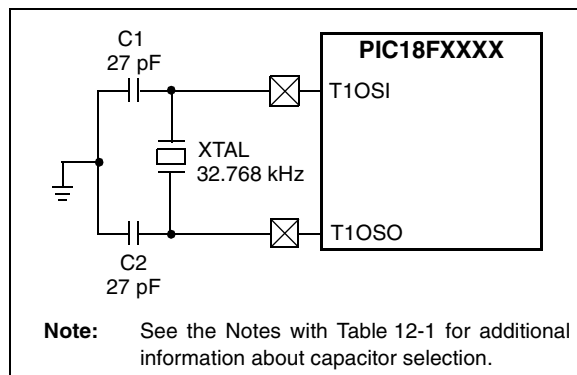 C1
27 pF
PIC18FXXXX
T1OSI
XTAL
32.768 kHz
T1OSO
C2
27 pF
Note: See the Notes with Table 12-1 for additional
information about capacitor selection.